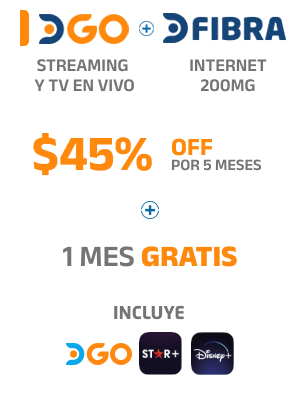 DGO + DFIBRA
STREAMING
Y TV EN VIVO
INTERNET
200MG
$45% OFF
POR 5 MESES
+
1 MES GRATIS
INCLUYE
DGO STAR+ Disney+